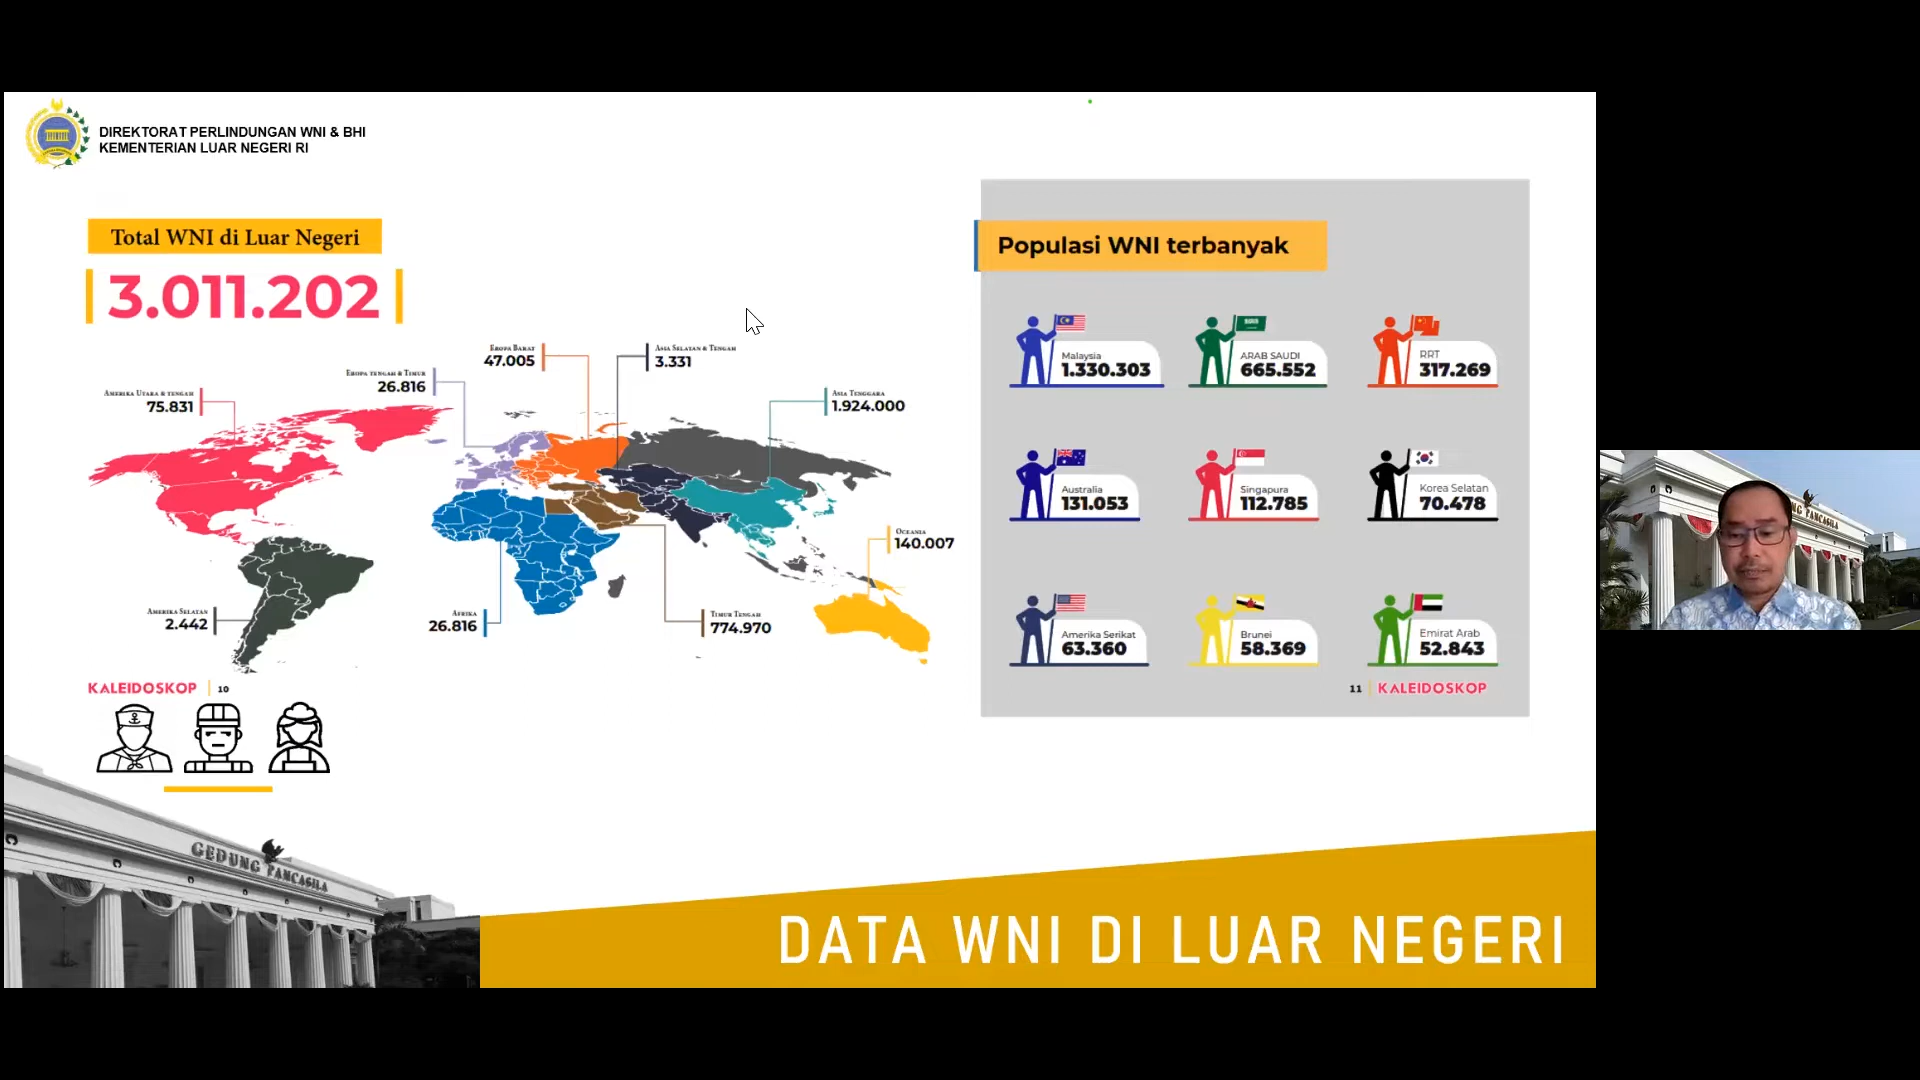 DIREKTORAT PERLINDUNGAN WNI & BHI
KEMENTERIAN LUAR NEGERI RI
Total WNI di Luar Negeri
3.011.202
EROPA BARAT
47.005
ASIA SELATAN & TENGAH
3.331
EROPA TENGAH & TIMUR
26.816
AMERIKA UTARA & TENGAH
75.831
ASIA TENGGARA
1.924.000
OCEANIA
140.007
AMERIKA SELATAN
2.442
AFRIKA
26.816
TIMUR TENGAH
774.970
KALEIDOSKOP 10
Populasi WNI terbanyak
Malaysia
1.330.303
ARAB SAUDI
665.552
RRT
317.269
Australia
131.053
Singapura
112.785
Korea Selatan
70.478
Amerika Serikat
63.360
Brunei
58.369
Emirat Arab
52.843
11 KALEIDOSKOP
GEDUNG PANCASILA
DATA WNI DI LUAR NEGERI
PANCASILA